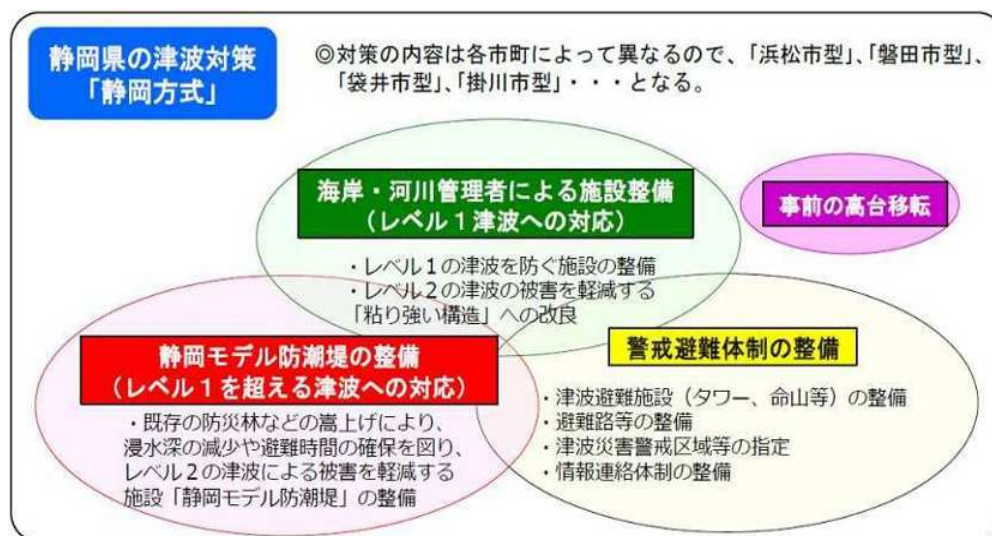 静岡県の津波対策
「静岡方式」
◎対策の内容は各市町によって異なるので、「浜松市型」、「磐田市型」、
「袋井市型」、「掛川市型」・・・となる。
海岸・河川管理者による施設整備
（レベル１津波への対応）
・レベル１の津波を防ぐ施設の整備
・レベル２の津波の被害を軽減する
「粘り強い構造」への改良
事前の高台移転
静岡モデル防潮堤の整備
（レベル１を超える津波への対応）
・既存の防災林などの嵩上げにより、
浸水深の減少や避難時間の確保を図り、
レベル２の津波による被害を軽減する
施設「静岡モデル防潮堤」の整備
警戒避難体制の整備
・津波避難施設（タワー、命山等）の整備
・避難路等の整備
・津波災害警戒区域等の指定
・情報連絡体制の整備